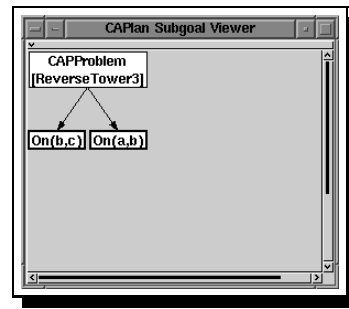 CAPlan Subgoal Viewer
CAPProblem
[ReverseTower3]
On(b,c) On(a,b)